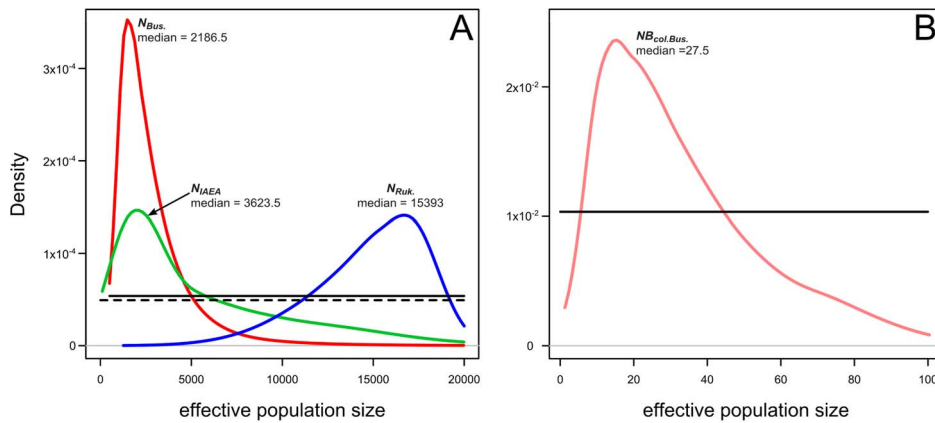 A
N_Bus.
median = 2186.5
N_IAEA
median = 3623.5
N_Ruk.
median = 15393
Density
3x10^-4
2x10^-4
1x10^-4
0
0 5000 10000 15000 20000
effective population size
B
NB_col.Bus.
median =27.5
2x10^-2
1x10^-2
0
0 20 40 60 80 100
effective population size